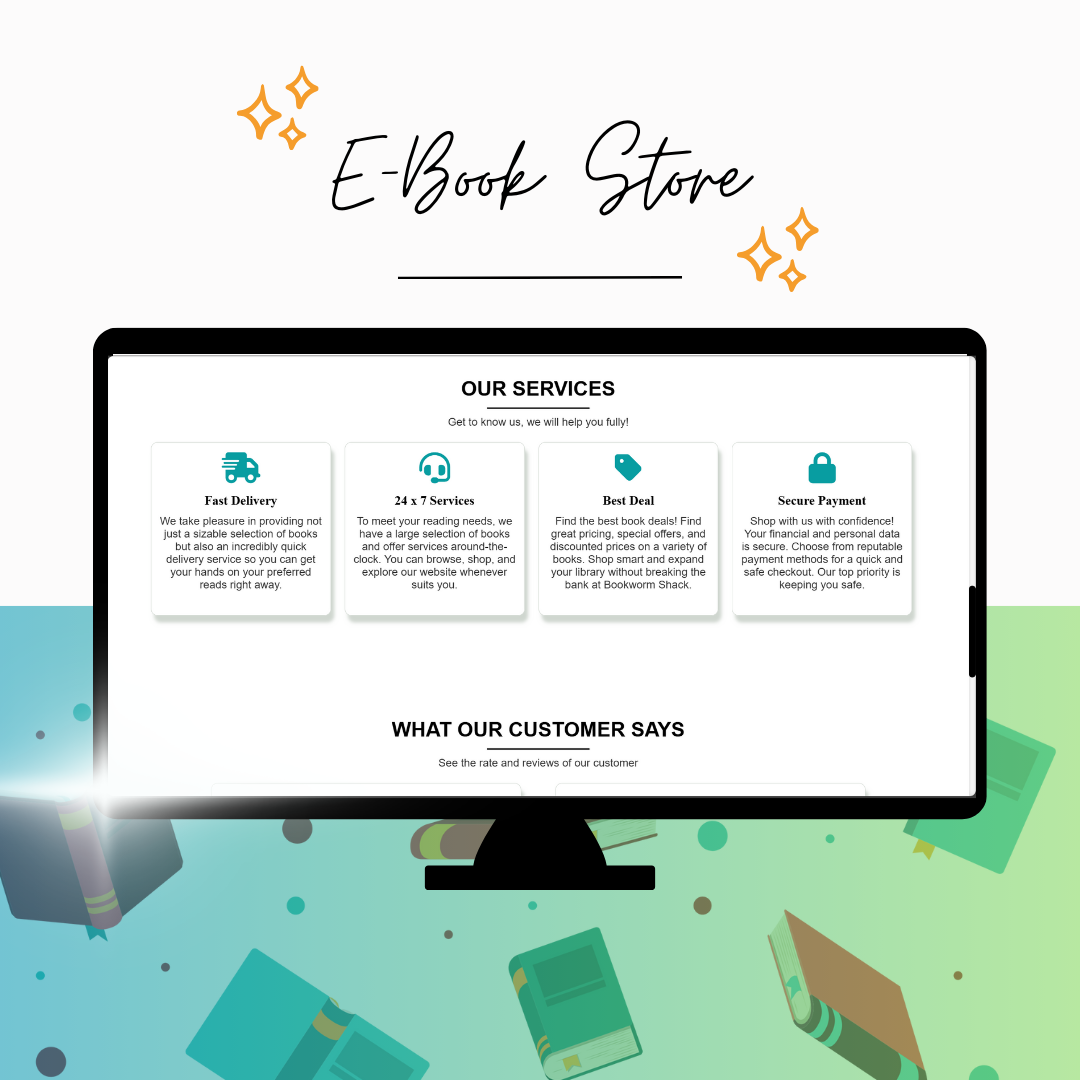 E-Book Store
OUR SERVICES
Get to know us, we will help you fully!
Fast Delivery
We take pleasure in providing not
just a sizable selection of books
but also an incredibly quick
delivery service so you can get
your hands on your preferred
reads right away.
24 x 7 Services
To meet your reading needs, we
have a large selection of books
and offer services around-the-
clock. You can browse, shop, and
explore our website whenever
suits you.
Best Deal
Find the best book deals! Find
great pricing, special offers, and
discounted prices on a variety of
books. Shop smart and expand
your library without breaking the
bank at Bookworm Shack.
Secure Payment
Shop with us with confidence!
Your financial and personal data
is secure. Choose from reputable
payment methods for a quick and
safe checkout. Our top priority is
keeping you safe.
WHAT OUR CUSTOMER SAYS
See the rate and reviews of our customer